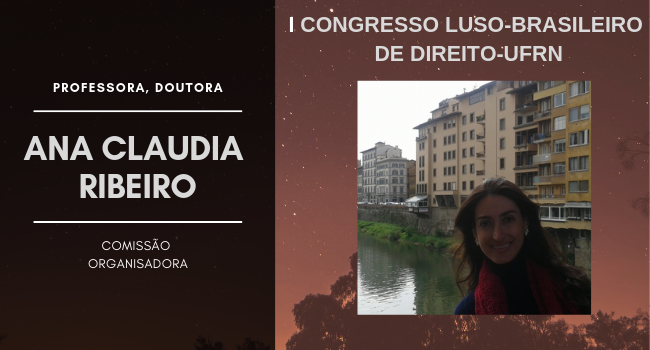 PROFESSORA, DOUTORA
ANA CLAUDIA
RIBEIRO
COMISSÃO
ORGANISADORA
I CONGRESSO LUSO-BRASILEIRO
DE DIREITO-UFRN